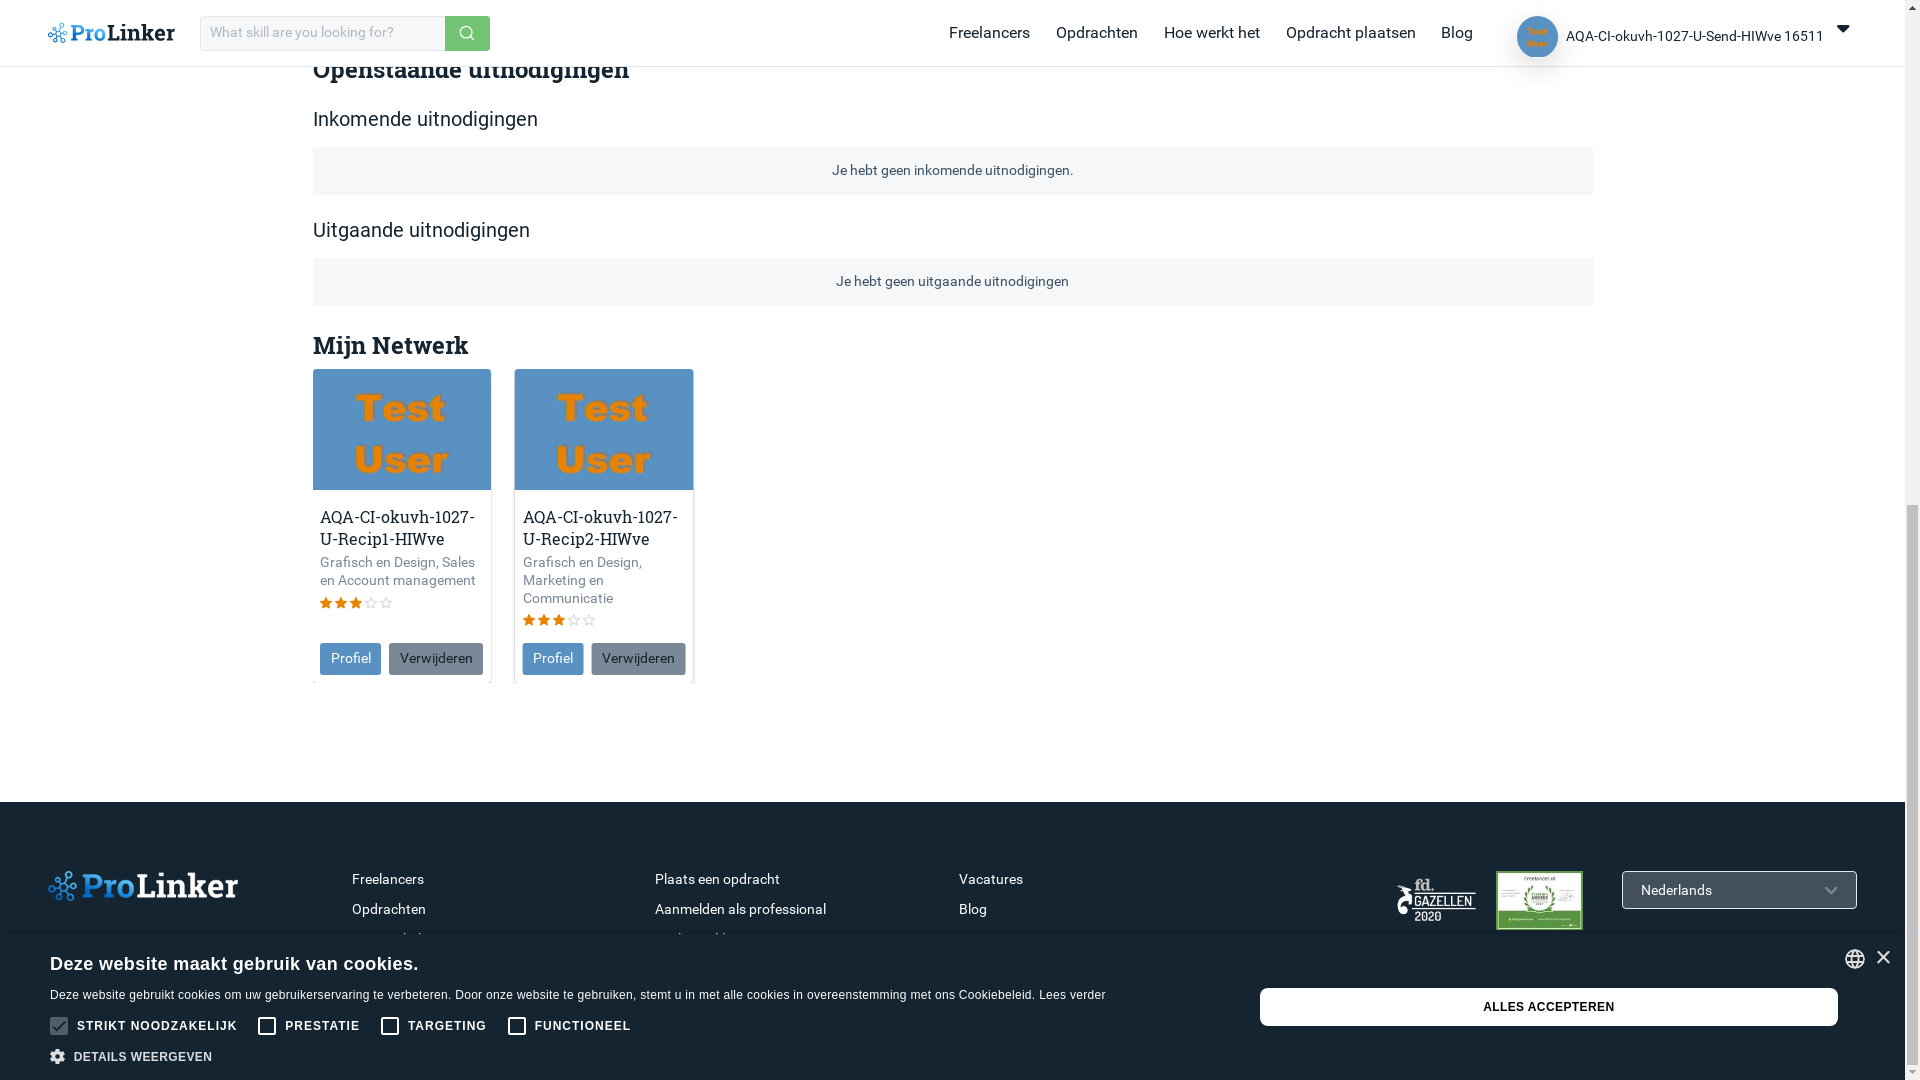 ProLinker
What skill are you looking for?
Freelancers
Opdrachten
Hoe werkt het
Opdracht plaatsen
Blog
Test
User
AQA-CI-okuvh-1027-U-Send-HIWve 16511
Openstaande uitnodigingen
Inkomende uitnodigingen
Je hebt geen inkomende uitnodigingen.
Uitgaande uitnodigingen
Je hebt geen uitgaande uitnodigingen
Mijn Netwerk
Test
User
AQA-CI-okuvh-1027-
U-Recip1-HIWve
Grafisch en Design, Sales
en Account management
Profiel
Verwijderen
Test
User
AQA-CI-okuvh-1027-
U-Recip2-HIWve
Grafisch en Design,
Marketing en
Communicatie
Profiel
Verwijderen
ProLinker
Freelancers
Opdrachten
Plaats een opdracht
Aanmelden als professional
Vacatures
Blog
fd.
GAZELLEN
2020
Freelancer.nl
Nederlands
Deze website maakt gebruik van cookies.
Deze website gebruikt cookies om uw gebruikerservaring te verbeteren. Door onze website te gebruiken, stemt u in met alle cookies in overeenstemming met ons Cookiebeleid. Lees verder
STRIKT NOODZAKELIJK
PRESTATIE
TARGETING
FUNCTIONEEL
DETAILS WEERGEVEN
ALLES ACCEPTEREN